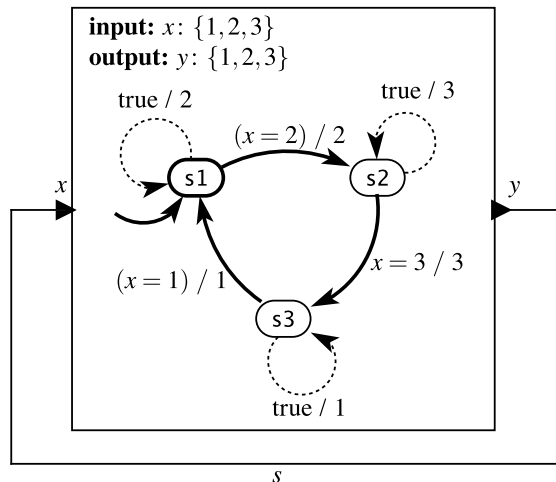 input: x: {1,2,3}
output: y: {1,2,3}
true / 2
true / 3
(x = 2) / 2
s1
s2
x
y
x = 3 / 3
(x = 1) / 1
s3
true / 1
s